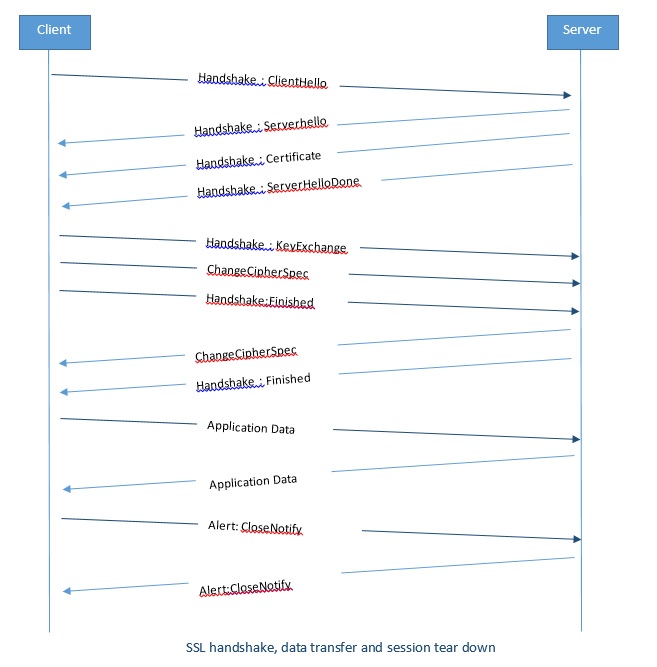 Client
Server
Handshake : ClientHello
Handshake : Serverhello
Handshake : Certificate
Handshake : ServerHelloDone
Handshake : KeyExchange
ChangeCipherSpec
Handshake:Finished
ChangeCipherSpec
Handshake : Finished
Application Data
Application Data
Alert: CloseNotify
Alert:CloseNotify
SSL handshake, data transfer and session tear down